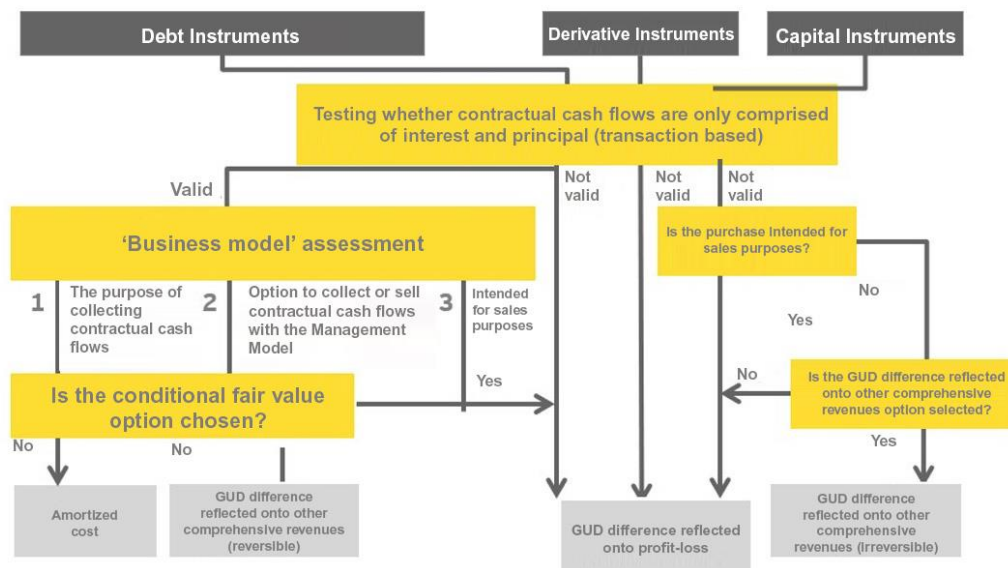 Debt Instruments
Derivative Instruments
Capital Instruments
Testing whether contractual cash flows are only comprised
of interest and principal (transaction based)
Valid
Not
valid
Not
valid
Not
valid
‘Business model’ assessment
Is the purchase intended for
sales purposes?
1
The purpose of
collecting
contractual cash
flows
2
Option to collect or sell
contractual cash flows
with the Management
Model
3
Intended
for sales
purposes
No
Yes
Is the conditional fair value
option chosen?
Yes
No
Is the GUD difference reflected
onto other comprehensive
revenues option selected?
No
No
Yes
Amortized
cost
GUD difference
reflected onto other
comprehensive revenues
(reversible)
GUD difference reflected
onto profit-loss
GUD difference
reflected onto other
comprehensive
revenues (irreversible)